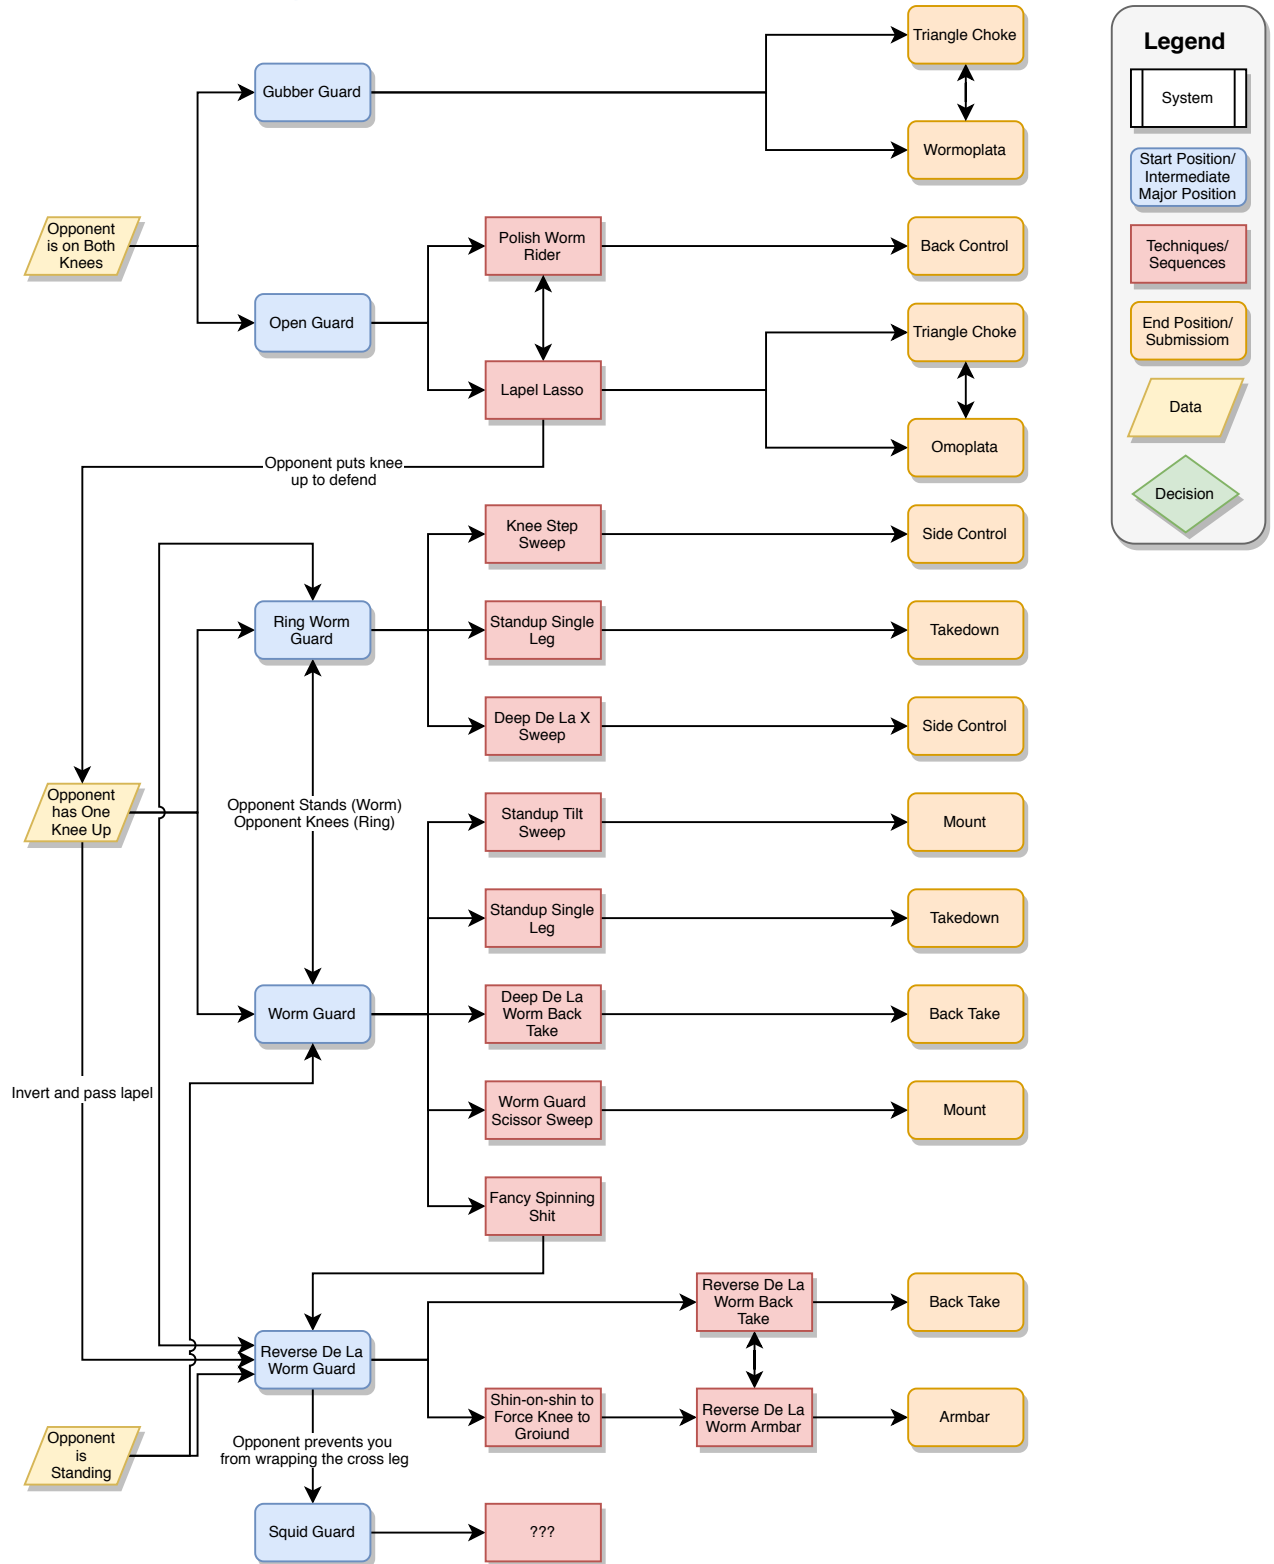 Triangle Choke
Legend
Gubber Guard
System
Wormoplata
Start Position/
Intermediate
Major Position
Opponent
is on Both
Knees
Polish Worm
Rider
Back Control
Techniques/
Sequences
Open Guard
Triangle Choke
End Position/
Submissiom
Lapel Lasso
Data
Omoplata
Opponent puts knee
up to defend
Decision
Knee Step
Sweep
Side Control
Ring Worm
Guard
Standup Single
Leg
Takedown
Deep De La X
Sweep
Side Control
Opponent
has One
Knee Up
Opponent Stands (Worm)
Opponent Knees (Ring)
Standup Tilt
Sweep
Mount
Standup Single
Leg
Takedown
Worm Guard
Deep De La
Worm Back
Take
Back Take
Invert and pass lapel
Worm Guard
Scissor Sweep
Mount
Fancy Spinning
Shit
Reverse De La
Worm Back
Take
Back Take
Reverse De La
Worm Guard
Shin-on-shin to
Force Knee to
Groiund
Reverse De La
Worm Armbar
Armbar
Opponent
is
Standing
Opponent prevents you
from wrapping the cross leg
Squid Guard
???